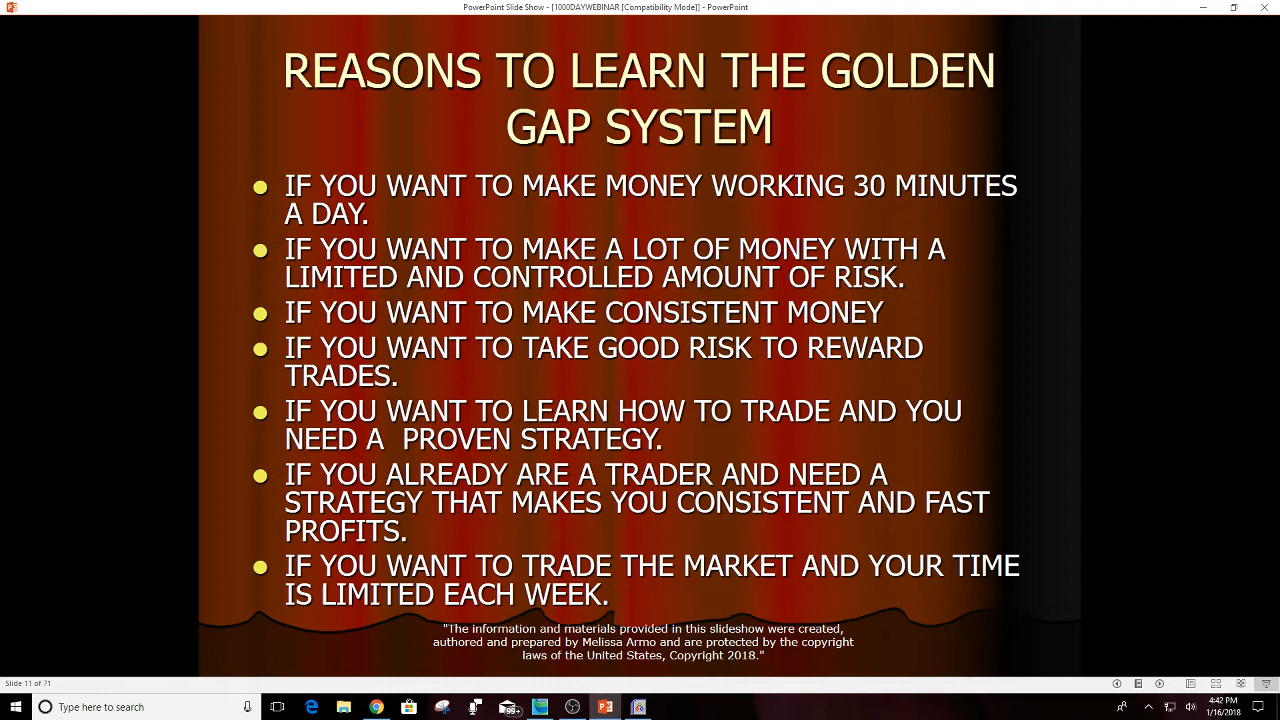 PowerPoint Slide Show - [1000DAYWEBINAR [Compatibility Mode]] - PowerPoint
REASONS TO LEARN THE GOLDEN
GAP SYSTEM
IF YOU WANT TO MAKE MONEY WORKING 30 MINUTES
A DAY.
IF YOU WANT TO MAKE A LOT OF MONEY WITH A
LIMITED AND CONTROLLED AMOUNT OF RISK.
IF YOU WANT TO MAKE CONSISTENT MONEY
IF YOU WANT TO TAKE GOOD RISK TO REWARD
TRADES.
IF YOU WANT TO LEARN HOW TO TRADE AND YOU
NEED A  PROVEN STRATEGY.
IF YOU ALREADY ARE A TRADER AND NEED A
STRATEGY THAT MAKES YOU CONSISTENT AND FAST
PROFITS.
IF YOU WANT TO TRADE THE MARKET AND YOUR TIME
IS LIMITED EACH WEEK.
"The information and materials provided in this slideshow were created,
authored and prepared by Melissa Armo and are protected by the copyright
laws of the United States, Copyright 2018."
Slide 11 of 71
Type here to search
99+
4:42 PM
1/16/2018